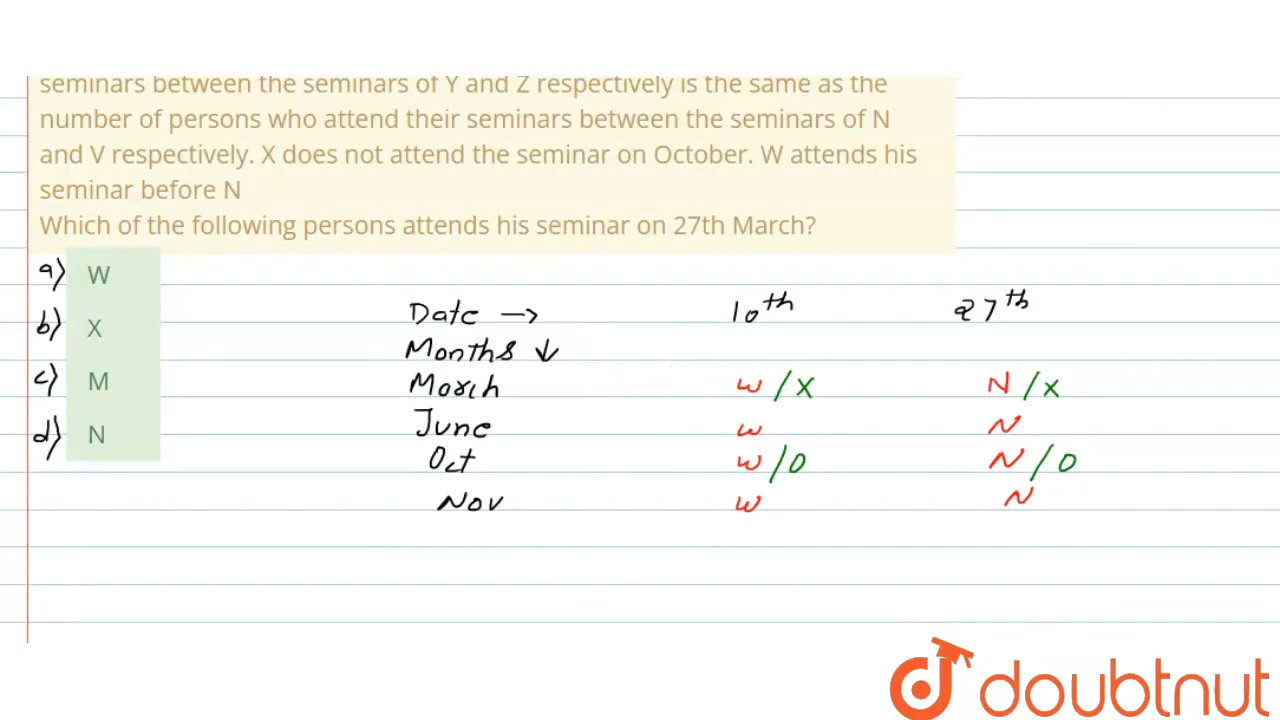 seminars between the seminars of Y and Z respectively is the same as the
number of persons who attend their seminars between the seminars of N
and V respectively. X does not attend the seminar on October. W attends his
seminar before N
Which of the following persons attends his seminar on 27th March?
a) W
b) X
c) M
d) N
Date → 10th 27th
Months ↓
March W / X N / X
June W N
Oct W / O N / O
Nov W N
doubtnut